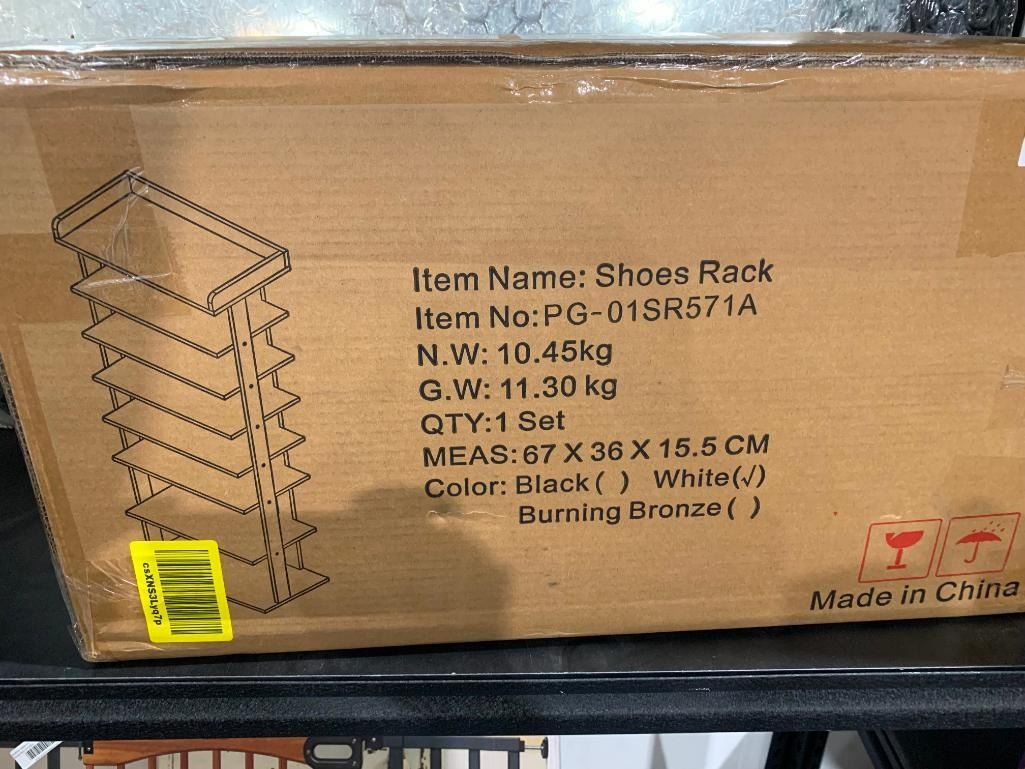 Item Name: Shoes Rack
Item No:PG-01SR571A
N.W: 10.45kg
G.W: 11.30 kg
QTY:1 Set
MEAS: 67 X 36 X 15.5 CM
Color: Black ( ) White(√)
Burning Bronze ( )
Made in China
csXNS3Lyq7p